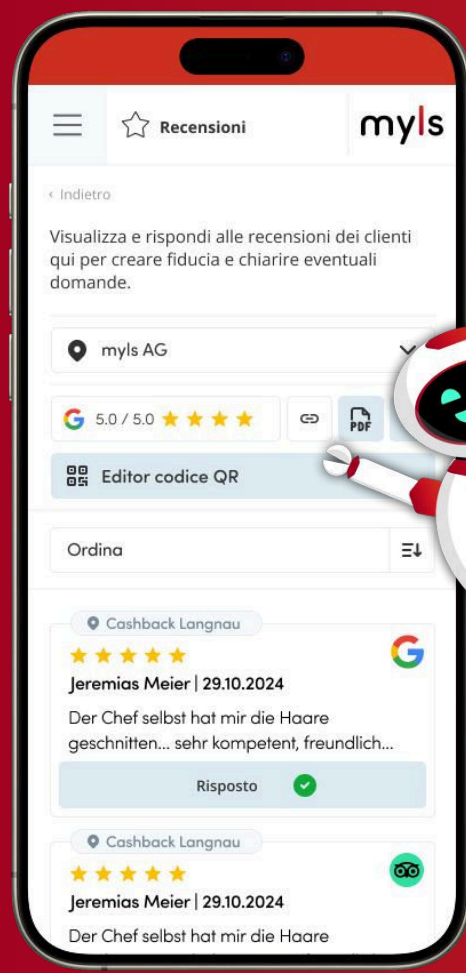 Recensioni
myls
‹ Indietro
Visualizza e rispondi alle recensioni dei clienti
qui per creare fiducia e chiarire eventuali
domande.
myls AG
5.0 / 5.0
PDF
Editor codice QR
Ordina
Cashback Langnau
Jeremias Meier | 29.10.2024
Der Chef selbst hat mir die Haare
geschnitten... sehr kompetent, freundlich...
Risposto
Cashback Langnau
Jeremias Meier | 29.10.2024
Der Chef selbst hat mir die Haare